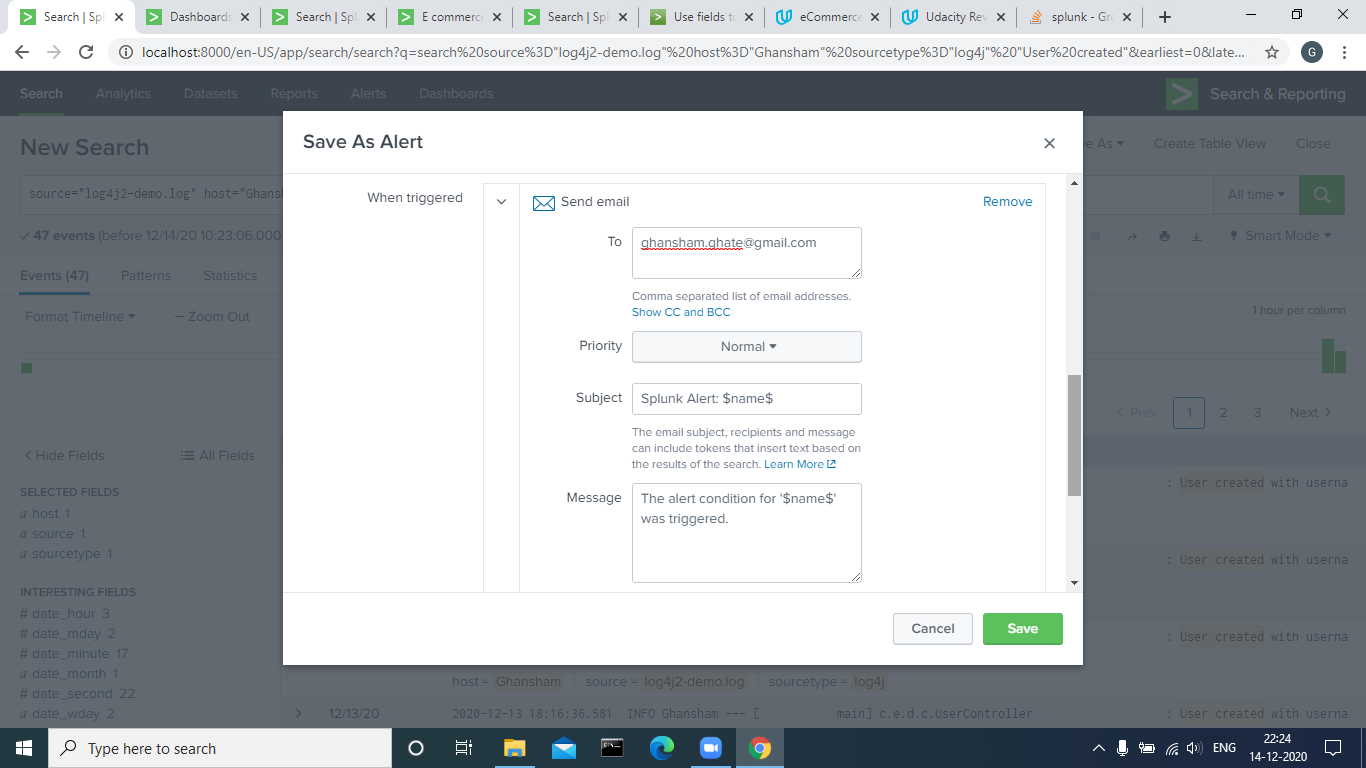 Search | Spl
Dashboards
Search | Spl
E commerce
Search | Spl
Use fields to
eCommerce
Udacity Rev
splunk - Gro
localhost:8000/en-US/app/search/search?q=search%20source%3D"log4j2-demo.log"%20host%3D"Ghansham"%20sourcetype%3D"log4j"%20"User%20created"&earliest=0&late...
G
Search
Analytics
Datasets
Reports
Alerts
Dashboards
Search & Reporting
New Search
e As
Create Table View
Close
source="log4j2-demo.log" host="Ghansh
All time
47 events (before 12/14/20 10:23:06.000
Smart Mode
Events (47)
Patterns
Statistics
Format Timeline
— Zoom Out
1 hour per column
Save As Alert
When triggered
Send email
Remove
To
ghansham.ghate@gmail.com
Comma separated list of email addresses.
Show CC and BCC
Priority
Normal
Subject
Splunk Alert: $name$
The email subject, recipients and message
can include tokens that insert text based on
the results of the search. Learn More
Message
The alert condition for '$name$'
was triggered.
Cancel
Save
< Prev 1 2 3 Next >
< Hide Fields
All Fields
SELECTED FIELDS
a host 1
a source 1
a sourcetype 1
INTERESTING FIELDS
# date_hour 3
# date_mday 2
# date_minute 17
a date_month 1
# date_second 22
a date_wday 2
: User created with userna
: User created with userna
: User created with userna
host = Ghansham source = log4j2-demo.log sourcetype = log4j
> 12/13/20 2020-12-13 18:16:36.581 INFO Ghansham --- [ main] c.e.d.c.UserController : User created with userna
Type here to search
ENG
22:24
14-12-2020